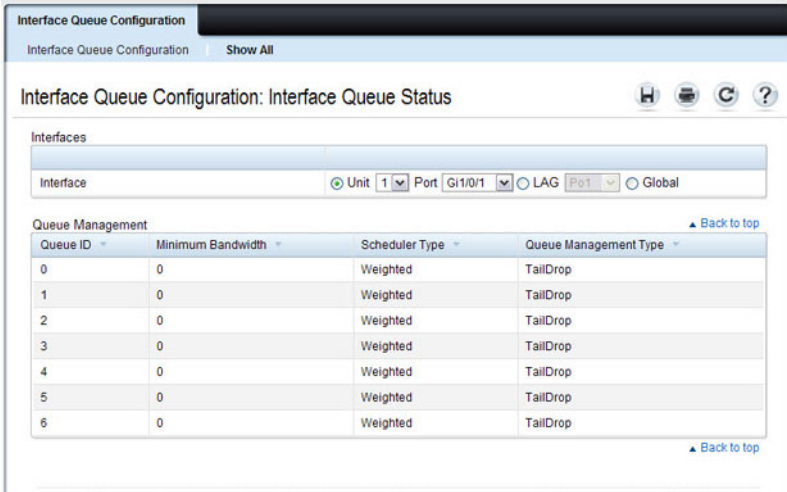 Interface Queue Configuration
Interface Queue Configuration Show All
Interface Queue Configuration: Interface Queue Status
Interfaces
Interface Unit 1 Port Gi1/0/1 LAG Po1 Global
Queue Management Back to top
Queue ID Minimum Bandwidth Scheduler Type Queue Management Type
0 0 Weighted TailDrop
1 0 Weighted TailDrop
2 0 Weighted TailDrop
3 0 Weighted TailDrop
4 0 Weighted TailDrop
5 0 Weighted TailDrop
6 0 Weighted TailDrop
Back to top